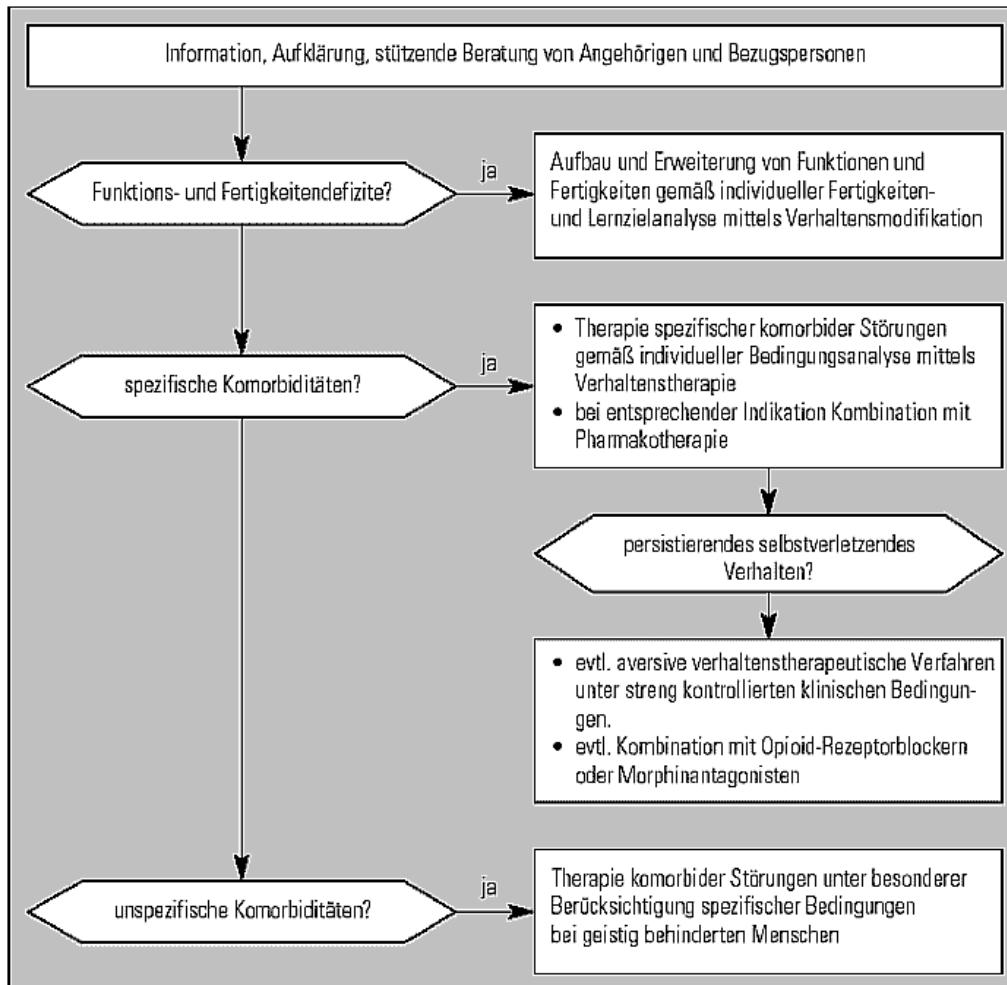 Information, Aufklärung, stützende Beratung von Angehörigen und Bezugspersonen
Funktions- und Fertigkeitendefizite?
ja
Aufbau und Erweiterung von Funktionen und
Fertigkeiten gemäß individueller Fertigkeiten-
und Lernzielanalyse mittels Verhaltensmodifikation
spezifische Komorbiditäten?
ja
• Therapie spezifischer komorbider Störungen
gemäß individueller Bedingungsanalyse mittels
Verhaltenstherapie
• bei entsprechender Indikation Kombination mit
Pharmakotherapie
persistierendes selbstverletzendes
Verhalten?
• evtl. aversive verhaltenstherapeutische Verfahren
unter streng kontrollierten klinischen Bedingun-
gen.
• evtl. Kombination mit Opioid-Rezeptorblockern
oder Morphinantagonisten
unspezifische Komorbiditäten?
ja
Therapie komorbider Störungen unter besonderer
Berücksichtigung spezifischer Bedingungen
bei geistig behinderten Menschen